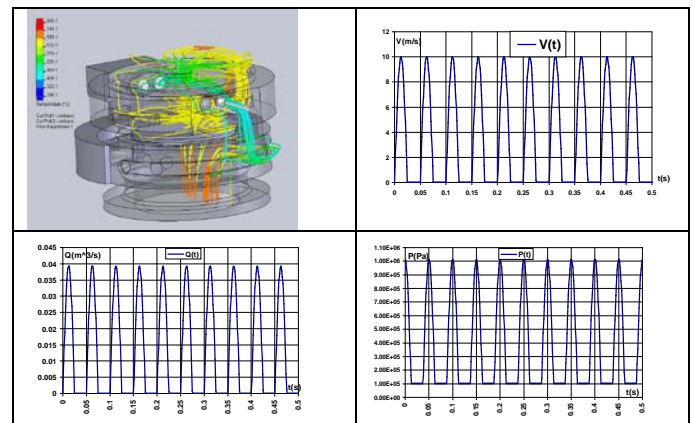 Temperature [°C]
12
V(m/s)
V(t)
10
8
6
4
2
0
0 0.05 0.1 0.15 0.2 0.25 0.3 0.35 0.4 0.45 0.5
t(s)
0.045
Q(m^3/s)
Q(t)
0.04
0.035
0.03
0.025
0.02
0.015
0.01
0.005
0
t(s)
0 0.05 0.1 0.15 0.2 0.25 0.3 0.35 0.4 0.45 0.5
1.10E+06
P(Pa)
P(t)
1.00E+06
9.00E+05
8.00E+05
7.00E+05
6.00E+05
5.00E+05
4.00E+05
3.00E+05
2.00E+05
1.00E+05
0.00E+00
t(s)
0 0.05 0.1 0.15 0.2 0.25 0.3 0.35 0.4 0.45 0.5